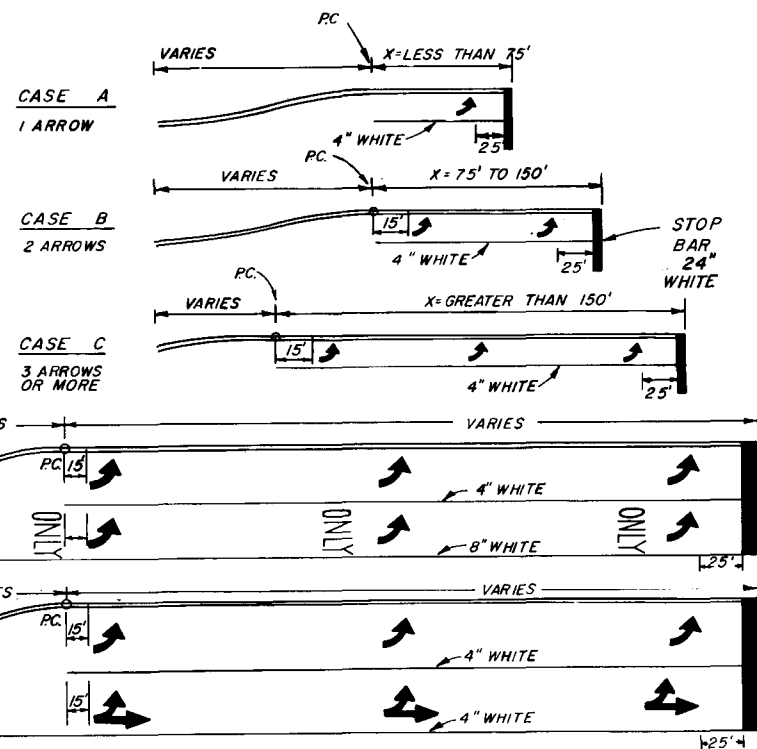 P.C.
VARIES
X=LESS THAN 75'
CASE A
1 ARROW
4" WHITE
25'
P.C.
VARIES
X= 75' TO 150'
CASE B
2 ARROWS
15'
4" WHITE
25'
STOP
BAR
24"
WHITE
P.C.
VARIES
X=GREATER THAN 150'
CASE C
3 ARROWS
OR MORE
15'
4" WHITE
25'
VARIES
P.C.
15'
4" WHITE
ONLY
ONLY
ONLY
8" WHITE
25'
VARIES
P.C.
15'
4" WHITE
15'
4" WHITE
25'